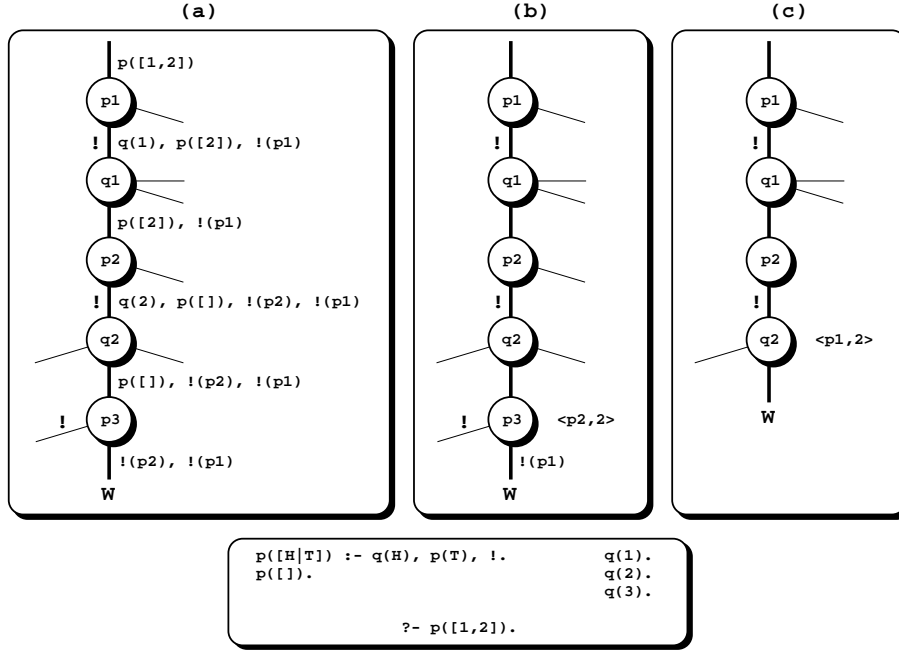 (a)
p([1,2])
p1
! q(1), p([2]), !(p1)
q1
p([2]), !(p1)
p2
! q(2), p([]), !(p2), !(p1)
q2
p([]), !(p2), !(p1)
! p3
!(p2), !(p1)
W
(b)
p1
!
q1
p2
!
q2
! p3 <p2,2>
!(p1)
W
(c)
p1
!
q1
p2
!
q2 <p1,2>
W
p([H|T]) :- q(H), p(T), !. q(1).
p([]). q(2).
q(3).
?- p([1,2]).